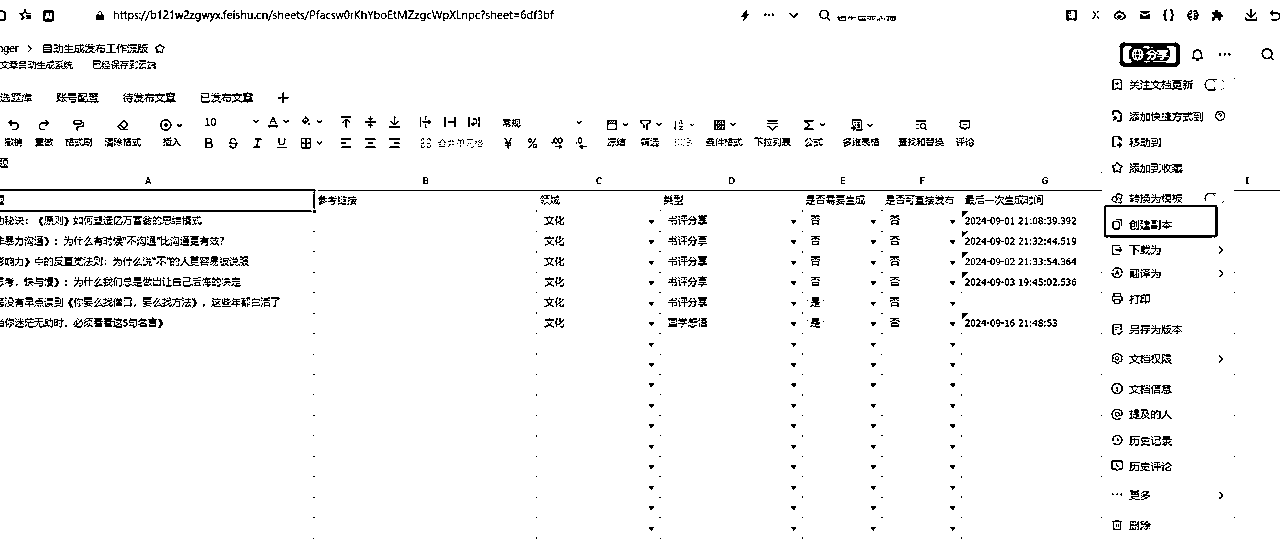 https://b121w2zgwyx.feishu.cn/sheets/Pfacsw0rKhYboEtMZzgcWpXLnpc?sheet=6df3bf
nger > 自动生成发布工作流版
文章自动生成系统 已经保存到云端
分享
选题库 账号配置 待发布文章 已发布文章
撤销 重做 格式刷 清除格式 插入 10 B S I U A 合并单元格 常规 ¥ % 冻结 筛选 排序 条件格式 下拉列表 公式 多维表格 查找和替换 评论
题
A B C D E F G I
题 参考链接 领域 类型 是否需要生成 是否可直接发布 最后一次生成时间
功秘诀：《原则》如何塑造亿万富翁的思维模式 文化 书评分享 否 否 2024-09-01 21:08:39.392
非暴力沟通》：为什么有时候“不沟通”比沟通更有效? 文化 书评分享 否 否 2024-09-02 21:32:44.519
影响力》中的反直觉法则：为什么说“不”的人更容易被说服 文化 书评分享 否 否 2024-09-02 21:33:54.364
思考，快与慢》：为什么我们总是做出让自己后悔的决定 文化 书评分享 否 否 2024-09-03 19:45:02.536
没有早点读到《你要么找借口，要么找方法》，这些年都白活了 文化 书评分享 是 否
当你迷茫无助时，必须看看这5句名言》 文化 国学感悟 是 否 2024-09-16 21:48:53
关注文档更新
添加快捷方式到
移动到
添加到收藏
转换为模板
创建副本
下载为
翻译为
打印
另存为版本
文档权限
文档信息
提及的人
历史记录
历史评论
更多
删除